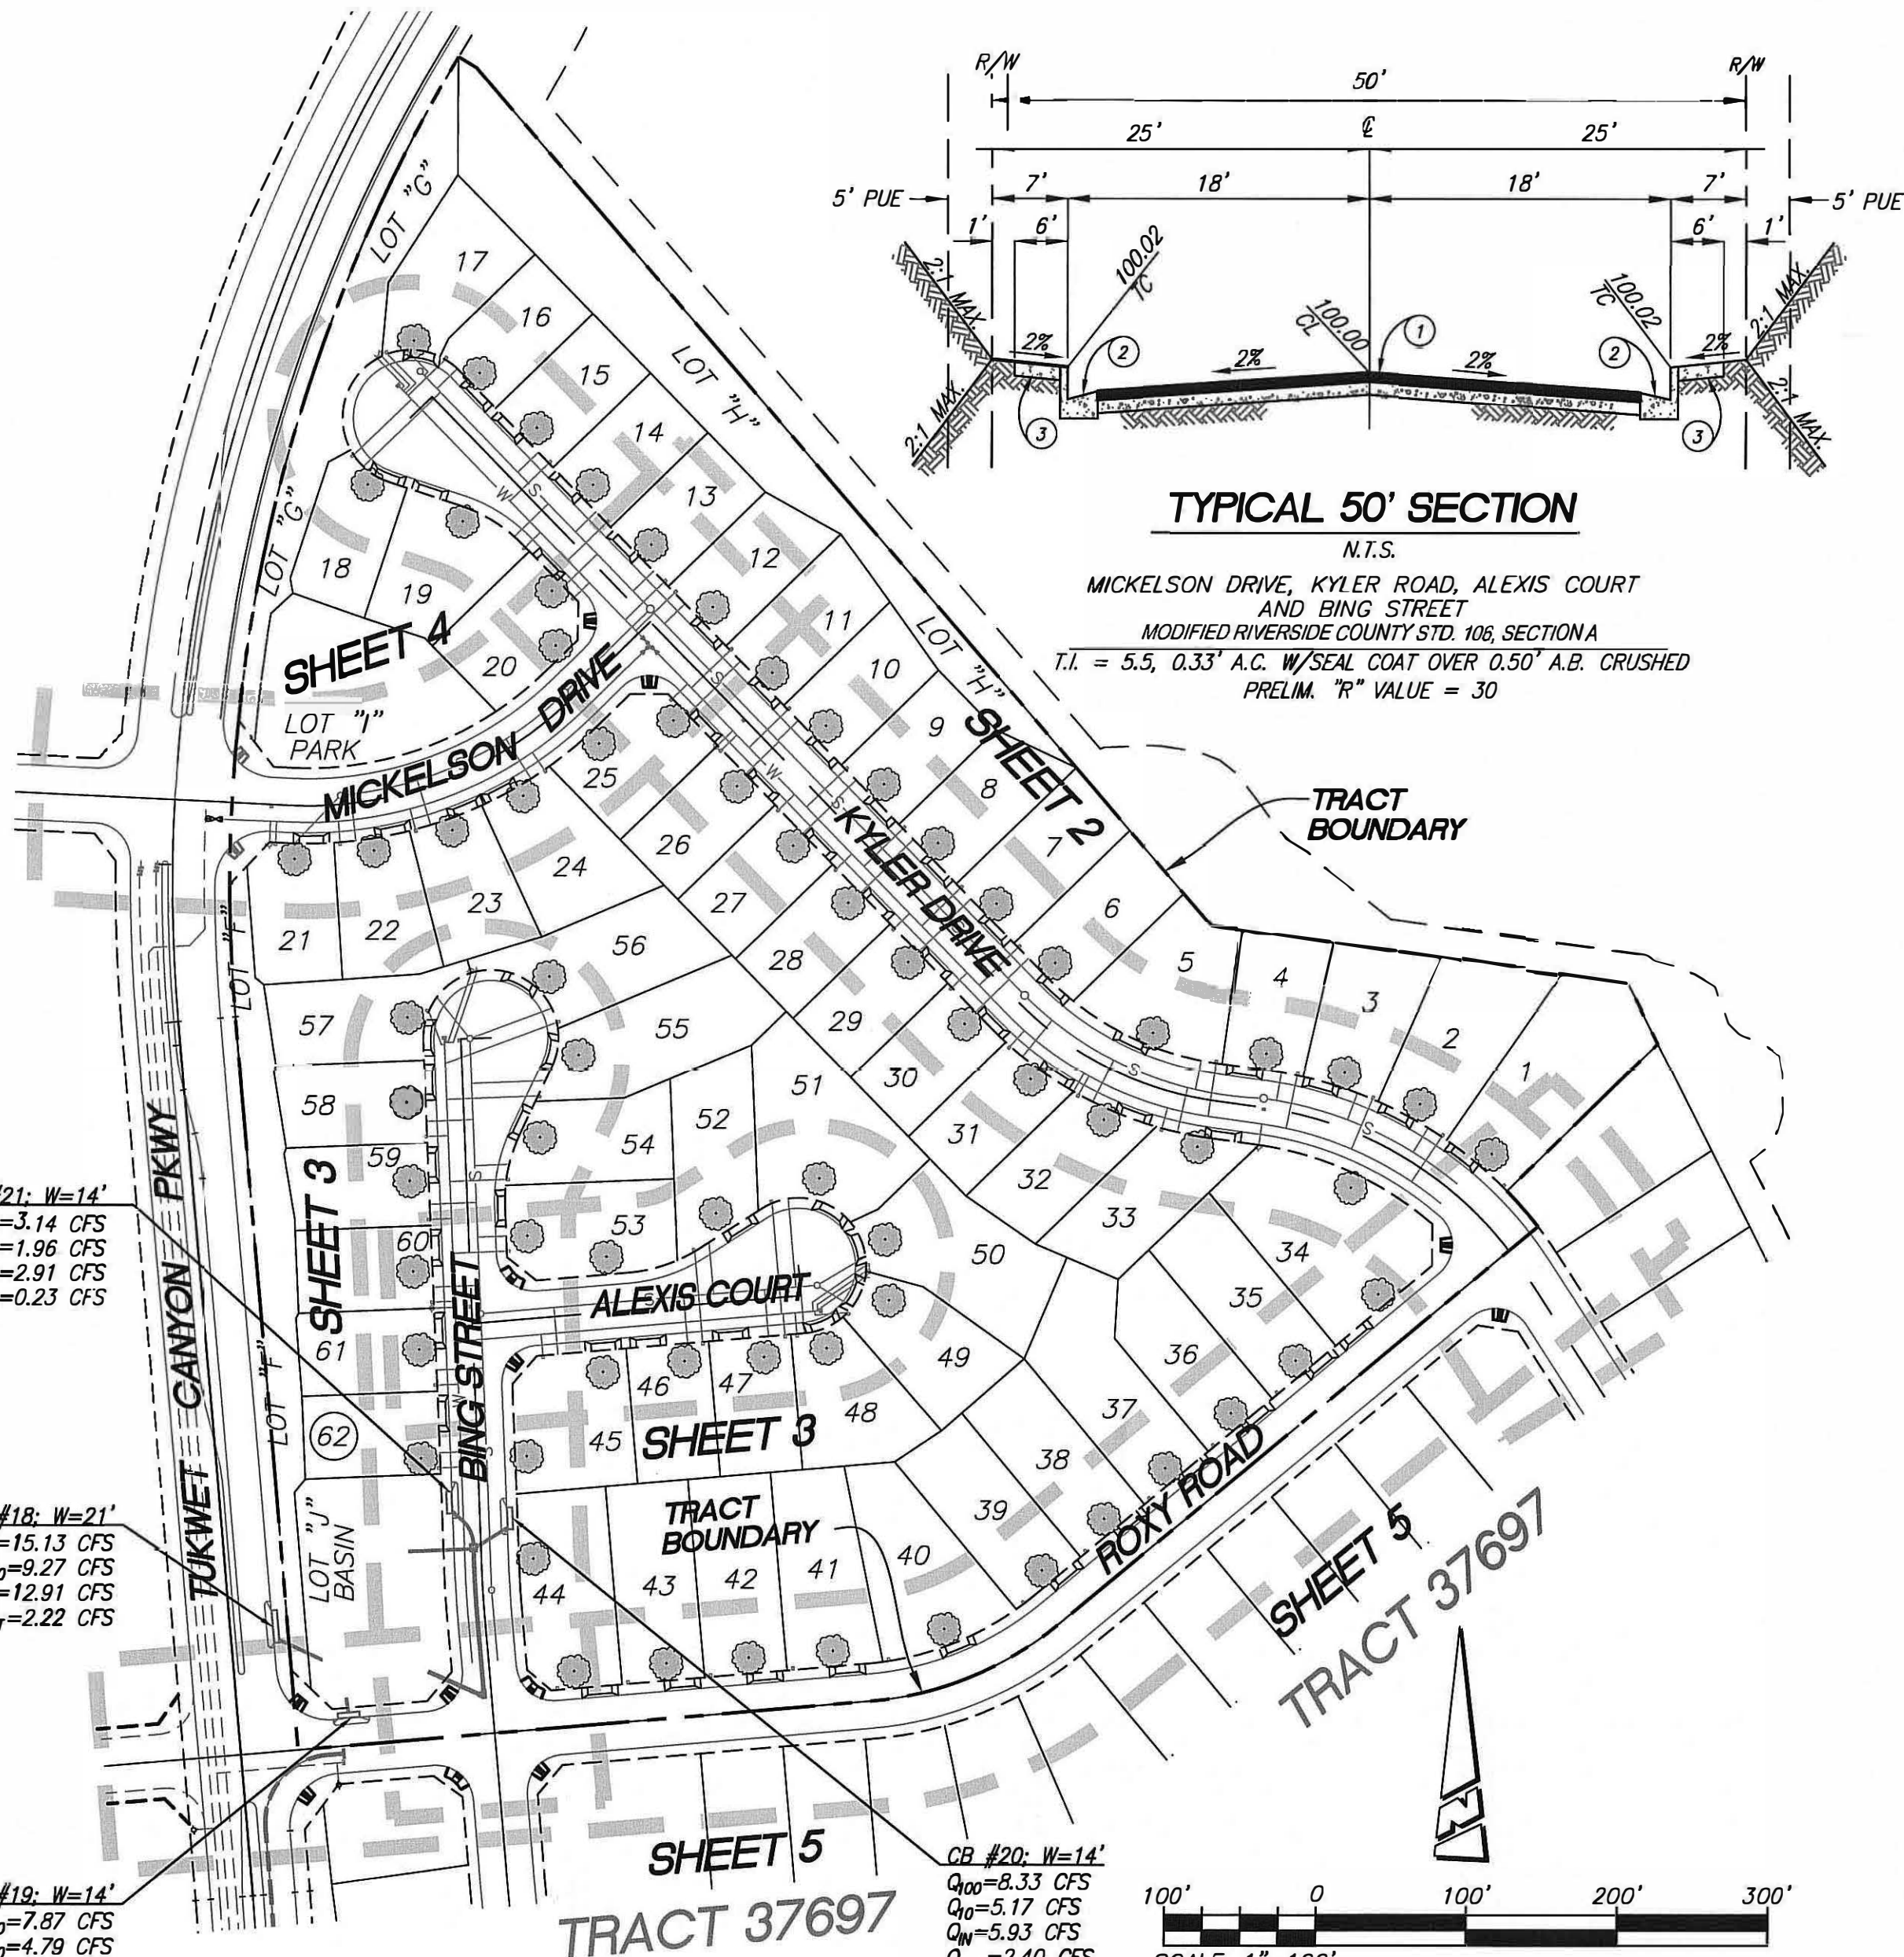 R/W
R/W
50'
25'
℄
25'
7'
18'
18'
7'
5' PUE
5' PUE
1'
6'
6'
1'
100.02
TC
100.00
CL
100.02
TC
2:1 MAX.
2:1 MAX.
2:1 MAX.
2:1 MAX.
2%
2%
2%
2%
1
2
2
3
3
TYPICAL 50' SECTION
N.T.S.
MICKELSON DRIVE, KYLER ROAD, ALEXIS COURT
AND BING STREET
MODIFIED RIVERSIDE COUNTY STD. 106, SECTION A
T.I. = 5.5, 0.33' A.C. W/SEAL COAT OVER 0.50' A.B. CRUSHED
PRELIM. "R" VALUE = 30
LOT "G"
17
16
15
14
13
12
11
10
9
8
7
6
5
4
3
2
1
LOT "H"
LOT "H"
SHEET 2
TRACT
BOUNDARY
LOT "G"
18
19
20
SHEET 4
LOT "I"
PARK
MICKELSON DRIVE
KYLER DRIVE
W
S
S
W
S
S
S
21
22
23
24
25
26
27
28
29
30
31
32
33
34
35
36
37
38
39
40
41
42
43
44
LOT "F"
LOT "F"
TUKWET CANYON PKWY
57
58
59
60
61
62
SHEET 3
BING STREET
56
55
54
53
52
51
50
49
48
47
46
45
ALEXIS COURT
SHEET 3
TRACT
BOUNDARY
LOT "J"
BASIN
ROXY ROAD
SHEET 5
TRACT 37697
SHEET 5
TRACT 37697
#21; W=14'
=3.14 CFS
=1.96 CFS
=2.91 CFS
=0.23 CFS
#18; W=21'
=15.13 CFS
=9.27 CFS
=12.91 CFS
=2.22 CFS
#19; W=14'
=7.87 CFS
=4.79 CFS
CB #20; W=14'
Q100=8.33 CFS
Q10=5.17 CFS
QIN=5.93 CFS
=2.40 CFS
100'
0
100'
200'
300'
SCALE: 1"=100'